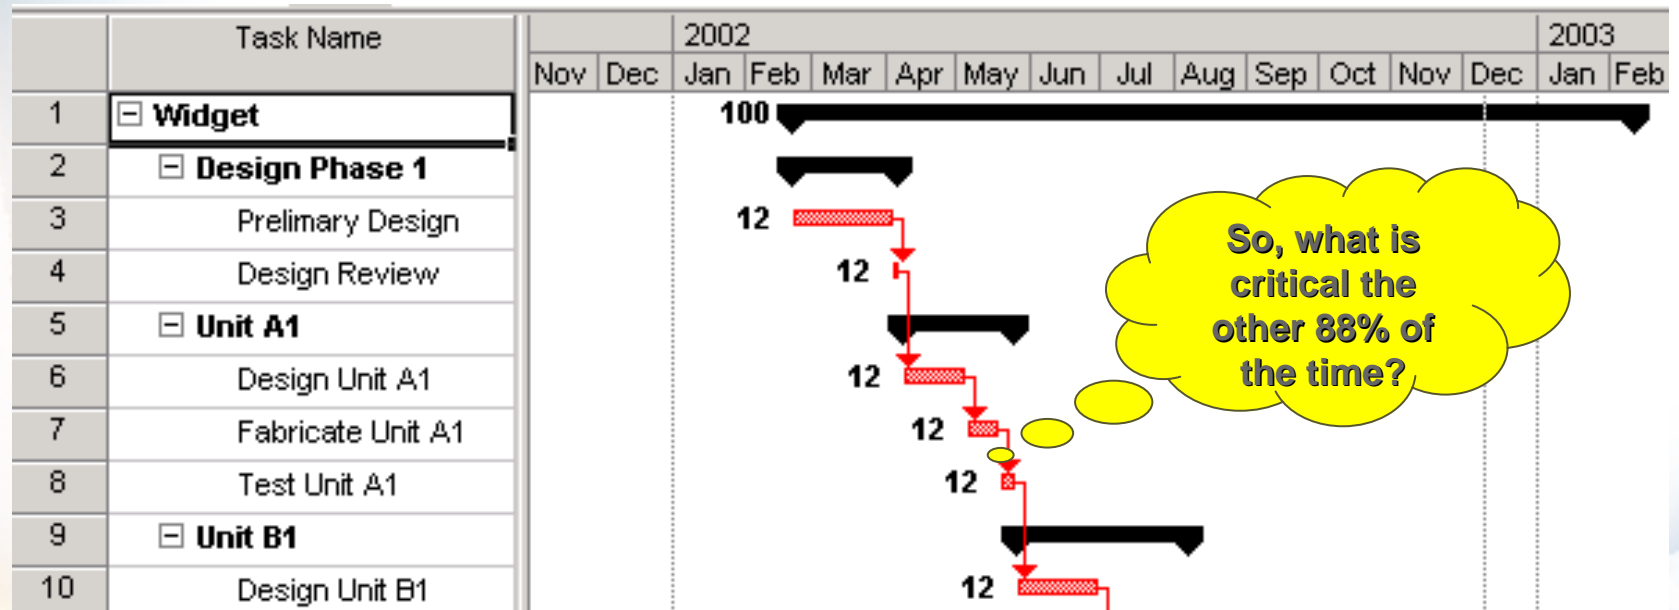 Task Name
2002 2003
Nov Dec Jan Feb Mar Apr May Jun Jul Aug Sep Oct Nov Dec Jan Feb
1 Widget 100
2 Design Phase 1
3 Prelimary Design 12
4 Design Review 12
5 Unit A1
6 Design Unit A1 12
7 Fabricate Unit A1 12
8 Test Unit A1 12
9 Unit B1
10 Design Unit B1 12
So, what is
critical the
other 88% of
the time?